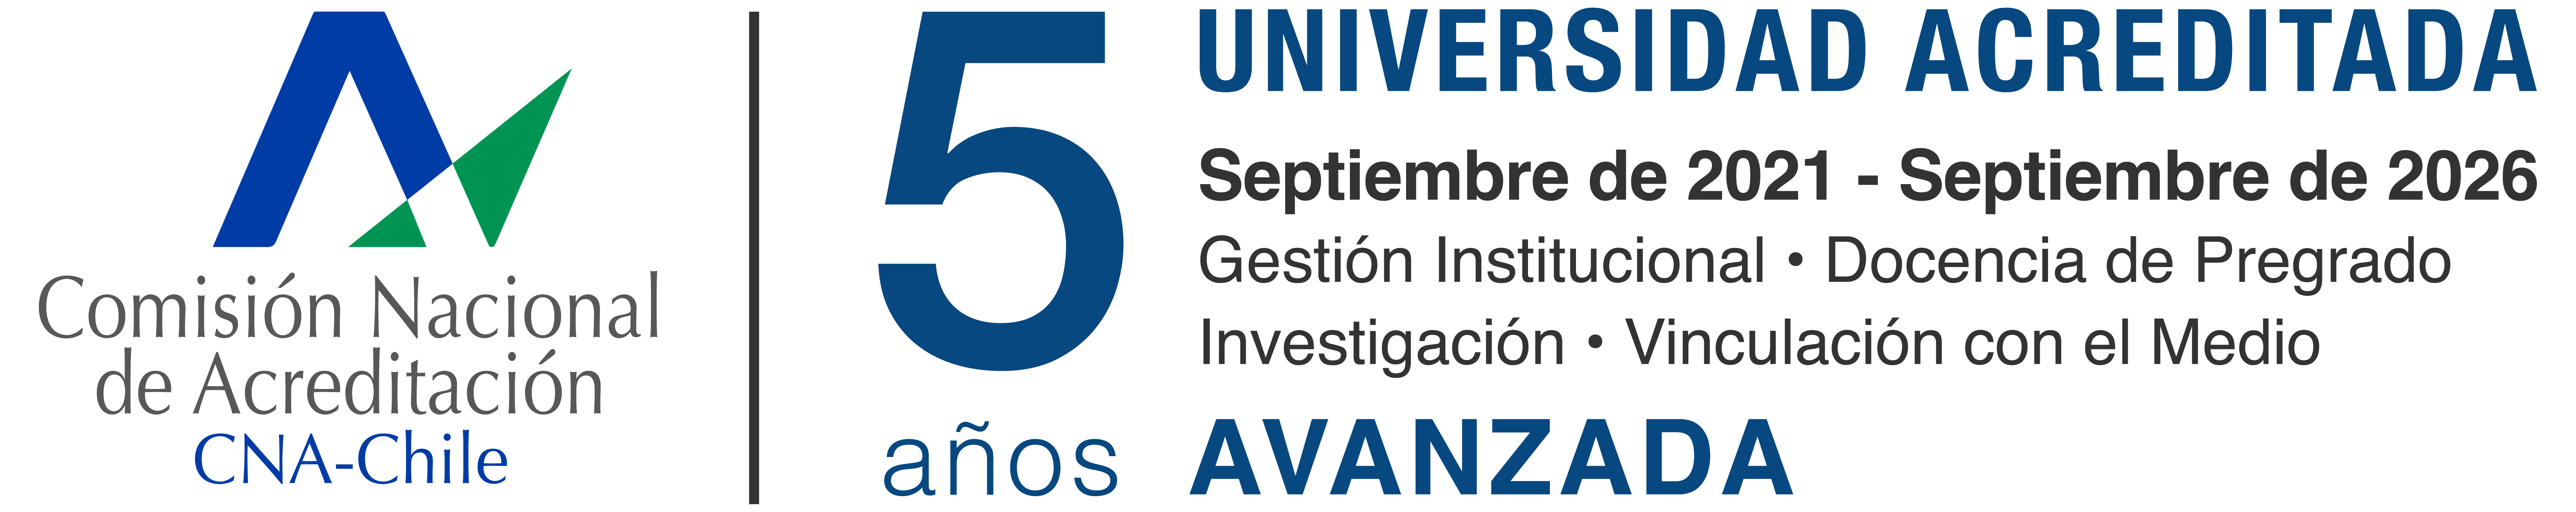 Comisión Nacional
de Acreditación
CNA-Chile
5
años
UNIVERSIDAD ACREDITADA
Septiembre de 2021 - Septiembre de 2026
Gestión Institucional • Docencia de Pregrado
Investigación • Vinculación con el Medio
AVANZADA